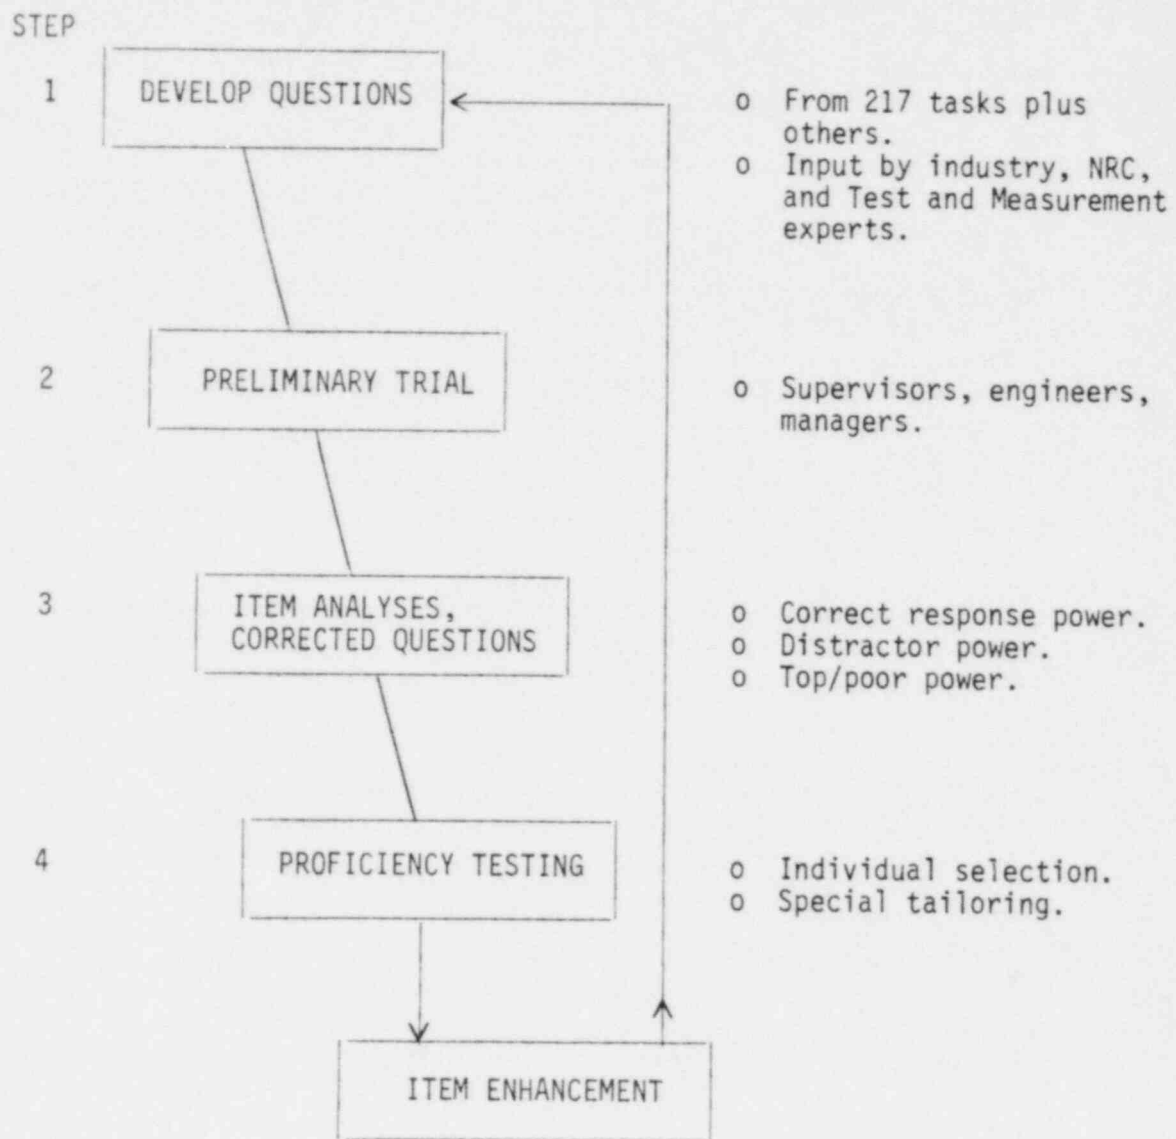 STEP
1
DEVELOP QUESTIONS
o From 217 tasks plus
others.
o Input by industry, NRC,
and Test and Measurement
experts.
2
PRELIMINARY TRIAL
o Supervisors, engineers,
managers.
3
ITEM ANALYSES,
CORRECTED QUESTIONS
o Correct response power.
o Distractor power.
o Top/poor power.
4
PROFICIENCY TESTING
o Individual selection.
o Special tailoring.
ITEM ENHANCEMENT